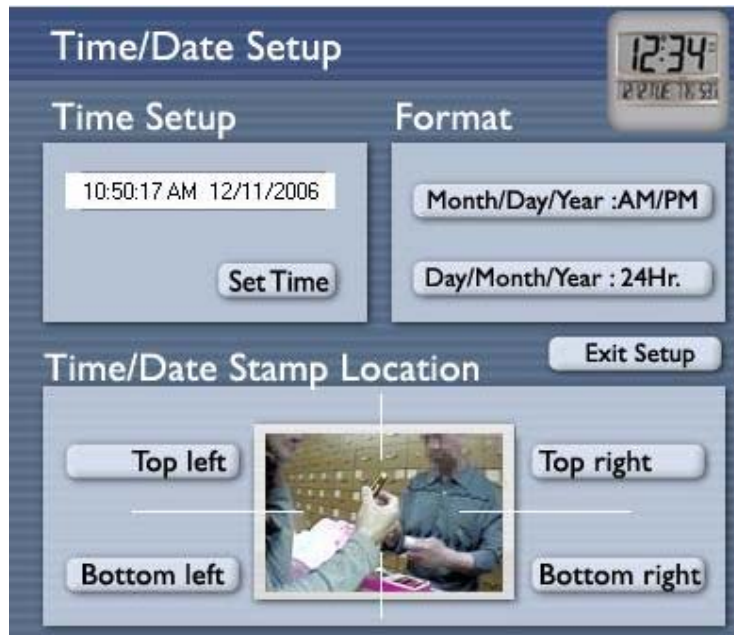 Time/Date Setup
12:34
Time Setup
Format
10:50:17 AM 12/11/2006
Month/Day/Year :AM/PM
Set Time
Day/Month/Year : 24Hr.
Exit Setup
Time/Date Stamp Location
Top left
Top right
Bottom left
Bottom right